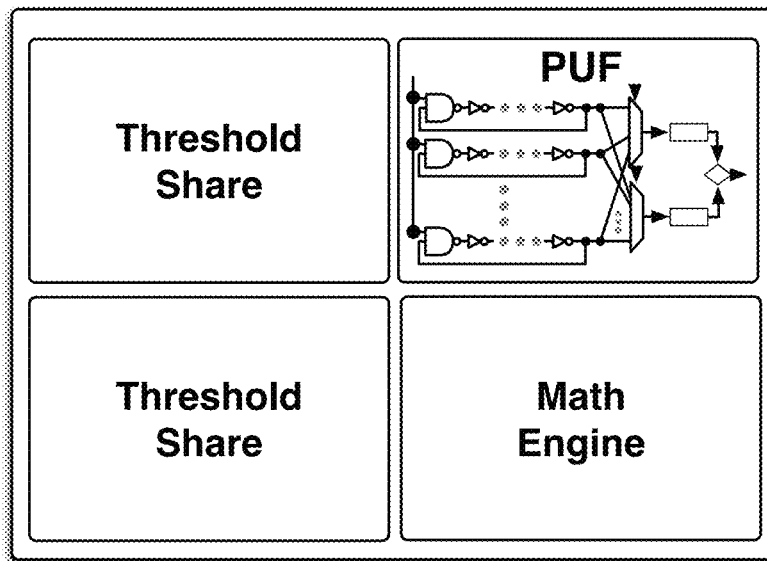 Threshold
Share
PUF
Threshold
Share
Math
Engine